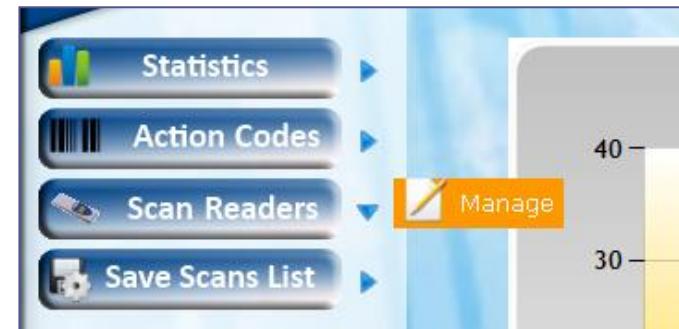 Statistics
Action Codes
Scan Readers
Manage
Save Scans List
40
30